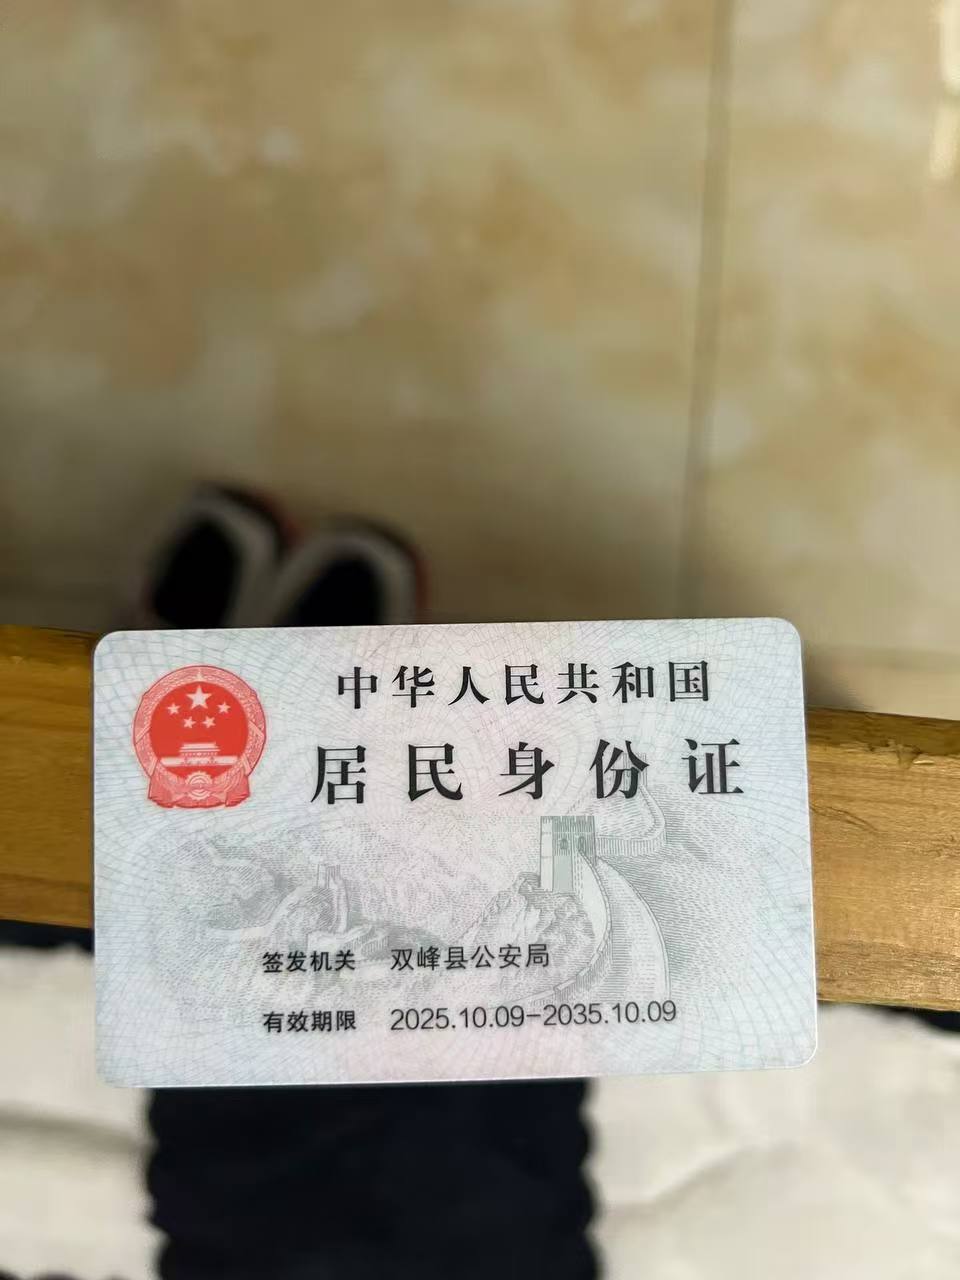 中华人民共和国
居民身份证
签发机关 双峰县公安局
有效期限 2025.10.09-2035.10.09